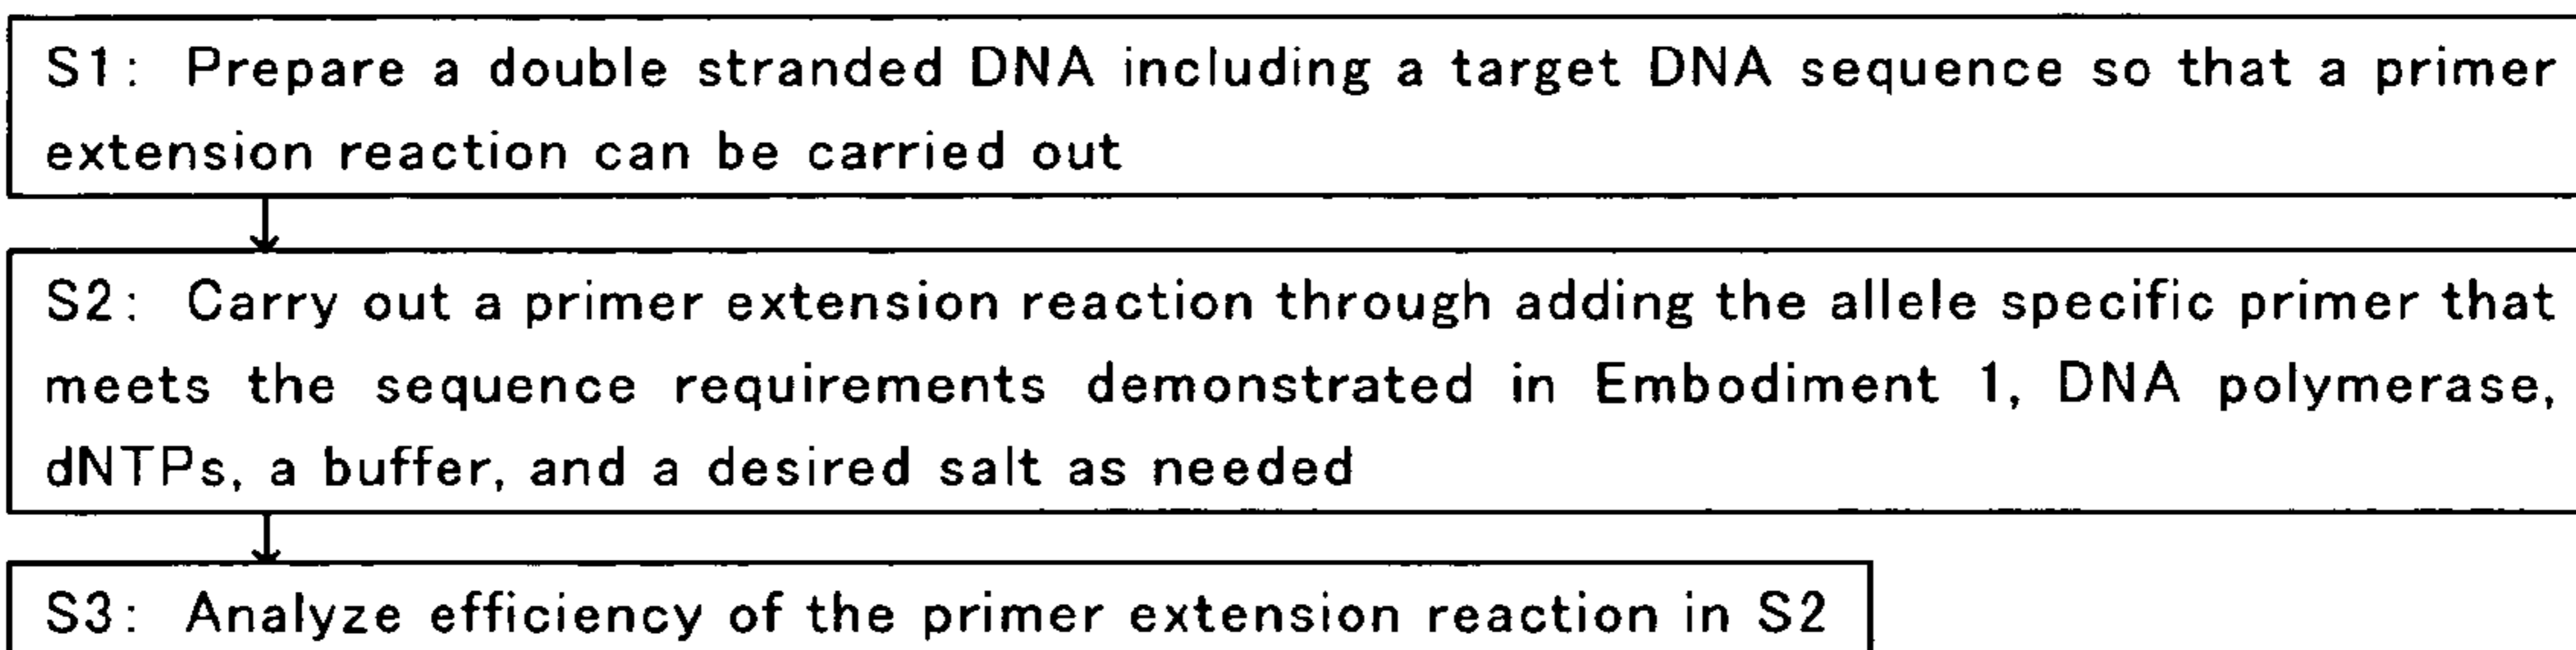 S1: Prepare a double stranded DNA including a target DNA sequence so that a primer
extension reaction can be carried out
S2: Carry out a primer extension reaction through adding the allele specific primer that
meets the sequence requirements demonstrated in Embodiment 1, DNA polymerase,
dNTPs, a buffer, and a desired salt as needed
S3: Analyze efficiency of the primer extension reaction in S2